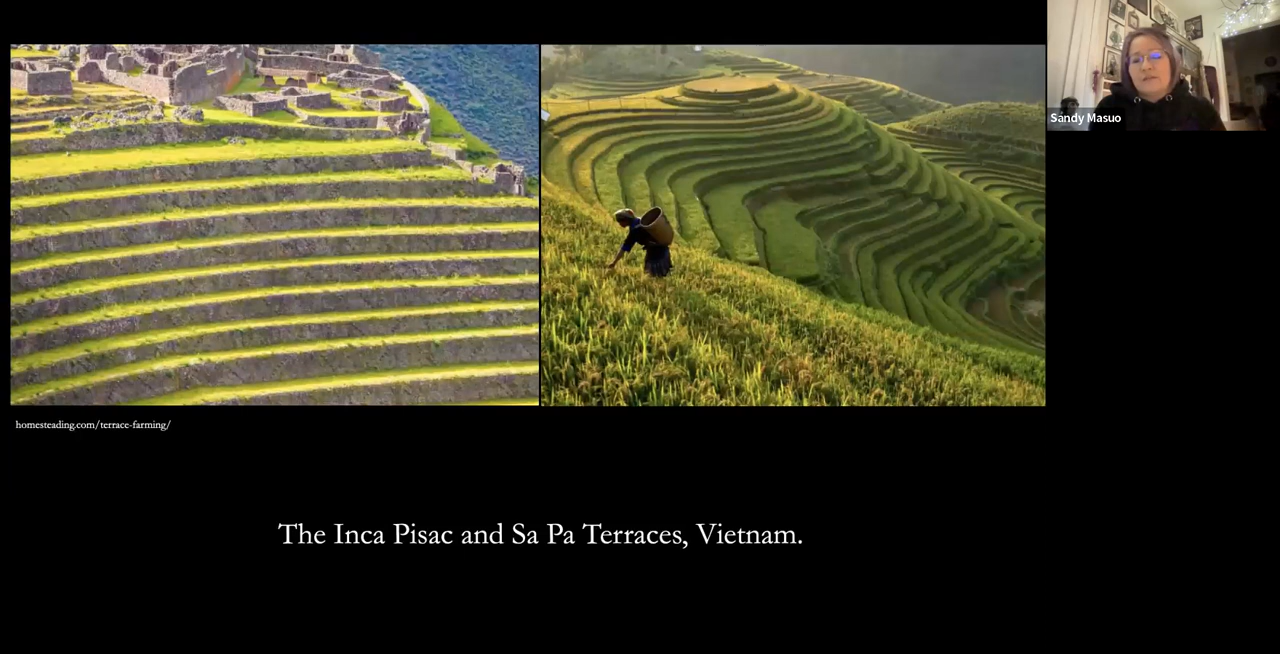 Sandy Masuo
homesteading.com/terrace-farming/
The Inca Pisac and Sa Pa Terraces, Vietnam.